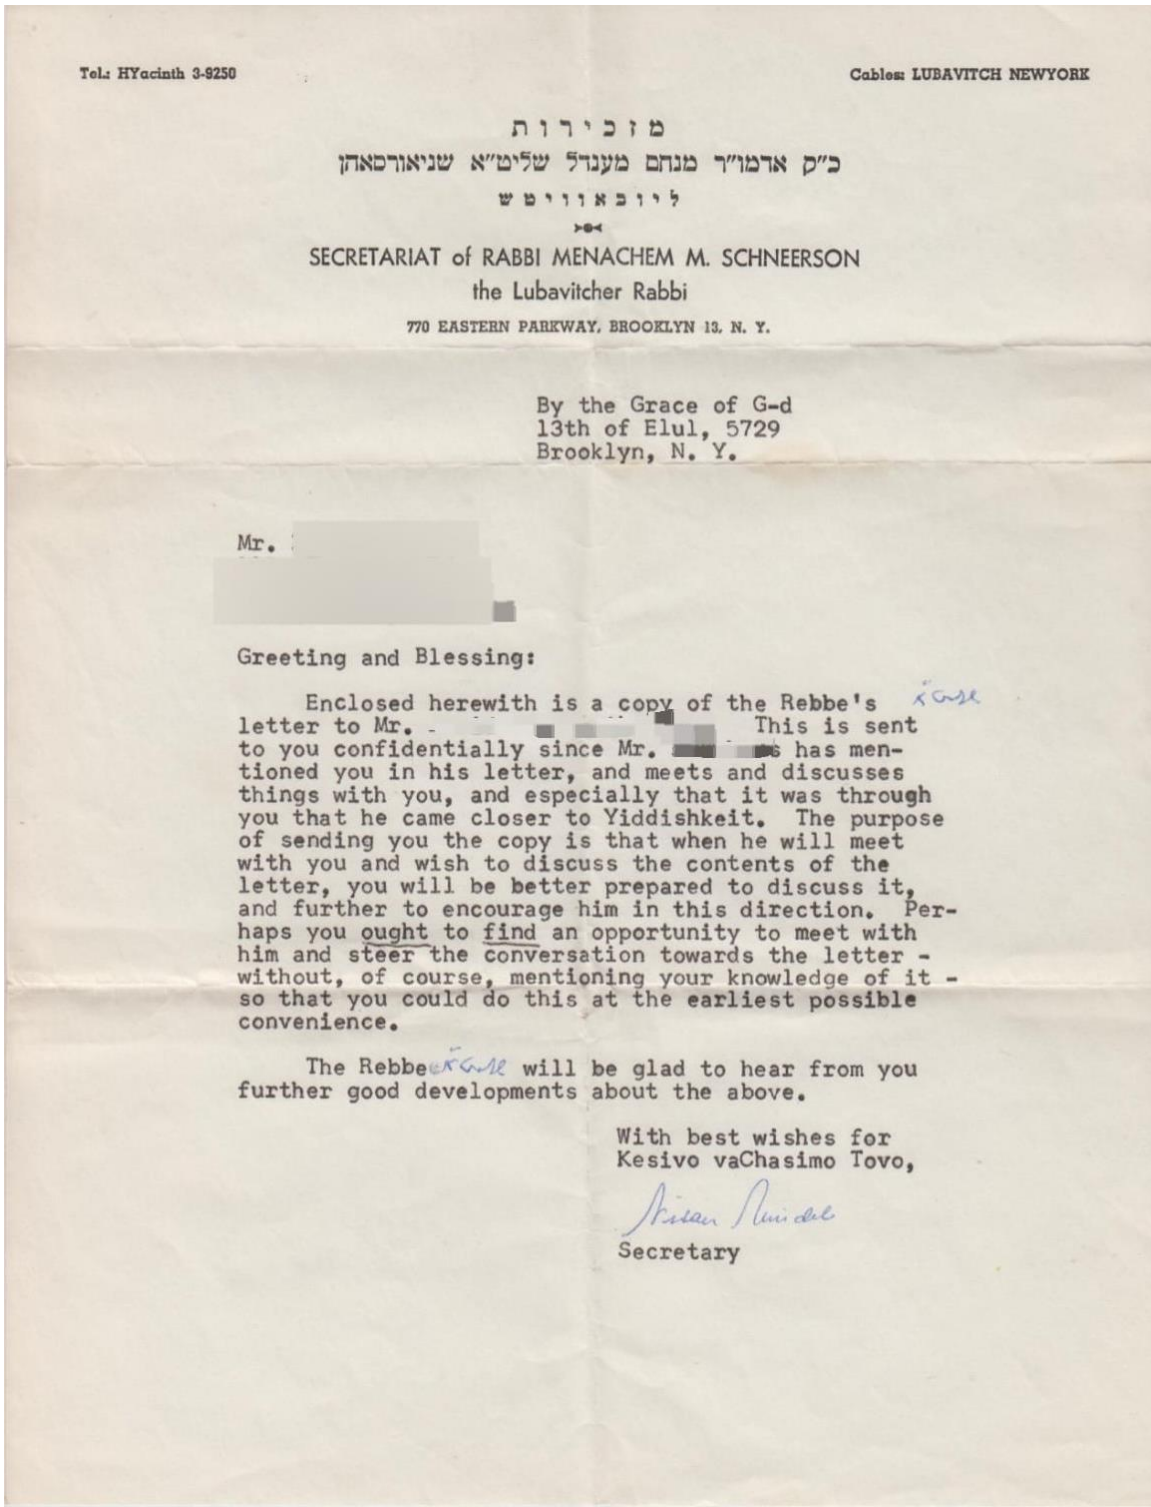 Tel.: HYacinth 3-9250
Cables: LUBAVITCH NEWYORK
מזכירות
כ״ק אדמו״ר מנחם מענדל שליט״א שניאורסאהן
ליובאוויטש
SECRETARIAT of RABBI MENACHEM M. SCHNEERSON
the Lubavitcher Rabbi
770 EASTERN PARKWAY, BROOKLYN 13, N. Y.
By the Grace of G-d
13th of Elul, 5729
Brooklyn, N. Y.
Mr.
Greeting and Blessing:
Enclosed herewith is a copy of the Rebbe's שליט״א
letter to Mr. This is sent
to you confidentially since Mr. has men-
tioned you in his letter, and meets and discusses
things with you, and especially that it was through
you that he came closer to Yiddishkeit. The purpose
of sending you the copy is that when he will meet
with you and wish to discuss the contents of the
letter, you will be better prepared to discuss it,
and further to encourage him in this direction. Per-
haps you ought to find an opportunity to meet with
him and steer the conversation towards the letter -
without, of course, mentioning your knowledge of it -
so that you could do this at the earliest possible
convenience.
The Rebbe שליט״א will be glad to hear from you
further good developments about the above.
With best wishes for
Kesivo vaChasimo Tovo,
Nissan Mindel
Secretary